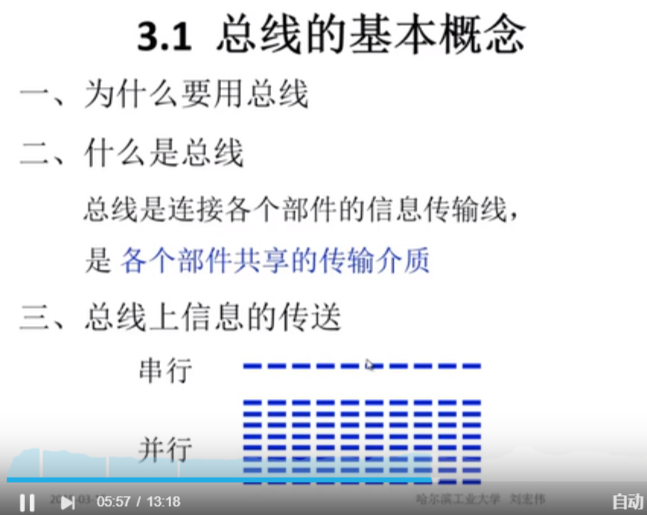 3.1 总线的基本概念
一、为什么要用总线
二、什么是总线
总线是连接各个部件的信息传输线，
是 各个部件共享的传输介质
三、总线上信息的传送
串行
并行
05:57 / 13:18
哈尔滨工业大学 刘宏伟
自动